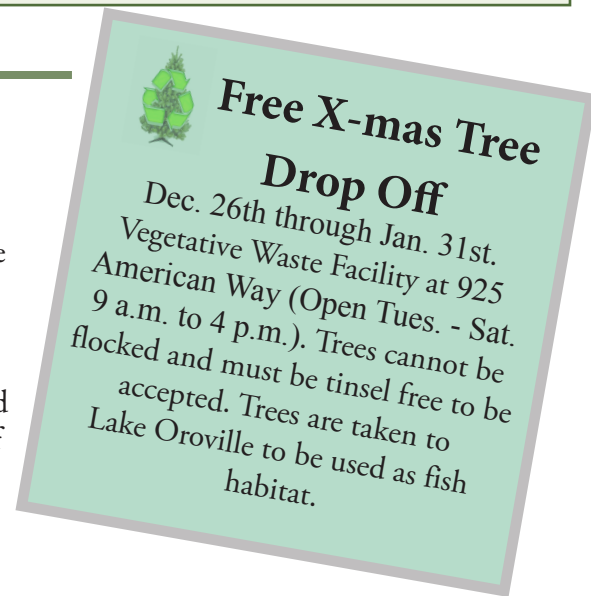 Free X-mas Tree
Drop Off
Dec. 26th through Jan. 31st.
Vegetative Waste Facility at 925
American Way (Open Tues. - Sat.
9 a.m. to 4 p.m.). Trees cannot be
flocked and must be tinsel free to be
accepted. Trees are taken to
Lake Oroville to be used as fish
habitat.